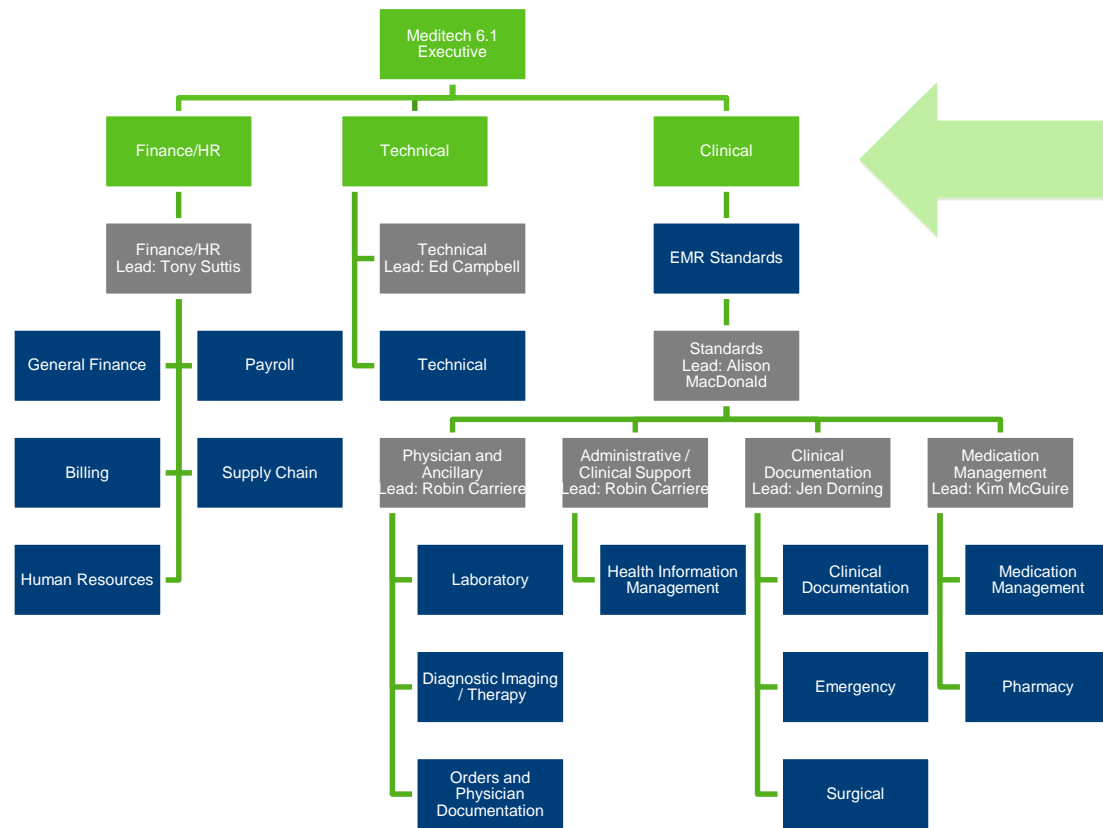 Meditech 6.1
Executive
Finance/HR
Technical
Clinical
Finance/HR
Lead: Tony Suttis
Technical
Lead: Ed Campbell
EMR Standards
General Finance
Payroll
Technical
Standards
Lead: Alison
MacDonald
Billing
Supply Chain
Physician and
Ancillary
Lead: Robin Carriere
Administrative /
Clinical Support
Lead: Robin Carriere
Clinical
Documentation
Lead: Jen Dorning
Medication
Management
Lead: Kim McGuire
Human Resources
Laboratory
Health Information
Management
Clinical
Documentation
Medication
Management
Diagnostic Imaging
/ Therapy
Emergency
Pharmacy
Orders and
Physician
Documentation
Surgical